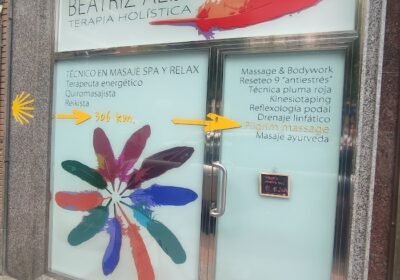 BEATRIZ
TERAPIA HOLÍSTICA
TÉCNICO EN MASAJE SPA Y RELAX
Terapeuta energético
Quiromasajista
Reikista
306 km.
Massage & Bodywork
Reseteo 9 "antiestrés"
Técnica pluma roja
Kinesiotaping
Reflexología podal
Drenaje linfático
Pilgrim massage
Masaje ayurveda